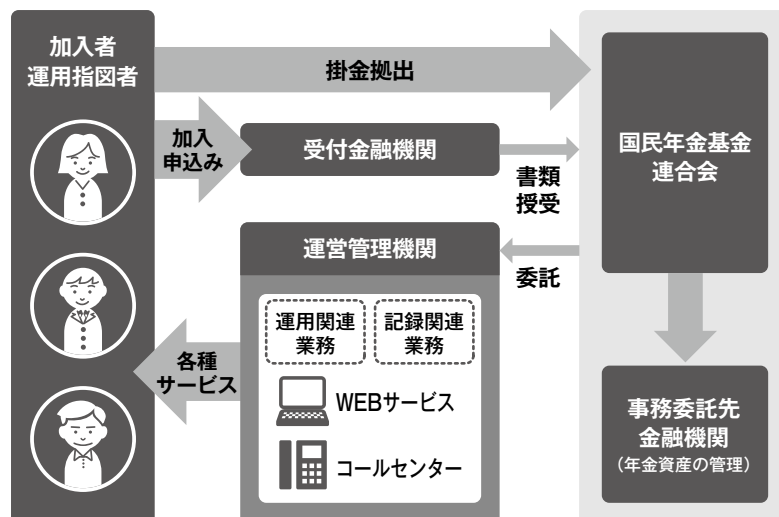 加入者
運用指図者
掛金拠出
加入
申込み
受付金融機関
書類
授受
国民年金基金
連合会
運営管理機関
委託
運用関連
業務
記録関連
業務
各種
サービス
WEBサービス
コールセンター
事務委託先
金融機関
（年金資産の管理）